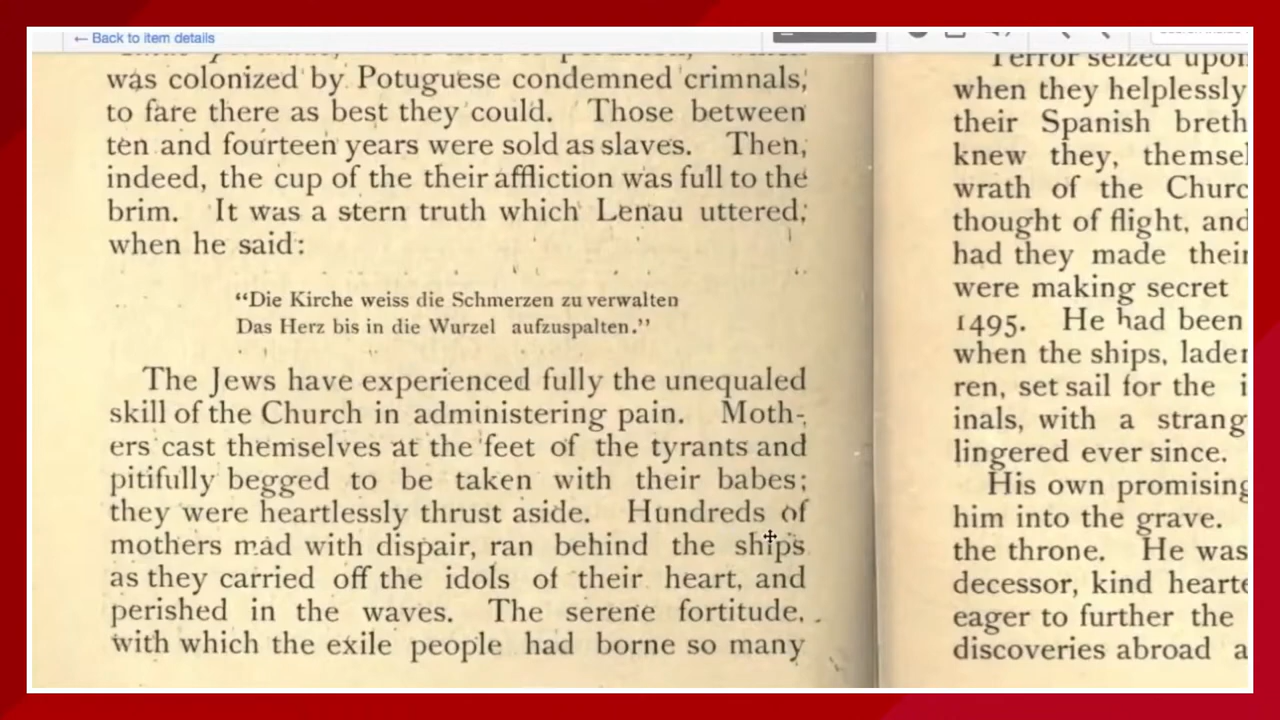 ← Back to item details
was colonized by Potuguese condemned crimnals,
to fare there as best they could. Those between
ten and fourteen years were sold as slaves. Then,
indeed, the cup of the their affliction was full to the
brim. It was a stern truth which Lenau uttered,
when he said:
“Die Kirche weiss die Schmerzen zu verwalten
Das Herz bis in die Wurzel aufzuspalten.”
The Jews have experienced fully the unequaled
skill of the Church in administering pain. Moth-
ers cast themselves at the feet of the tyrants and
pitifully begged to be taken with their babes;
they were heartlessly thrust aside. Hundreds of
mothers mad with dispair, ran behind the ships
as they carried off the idols of their heart, and
perished in the waves. The serene fortitude,
with which the exile people had borne so many
Terror seized upon
when they helplessly
their Spanish breth
knew they, themsel
wrath of the Churc
thought of flight, and
had they made their
were making secret
1495. He had been
when the ships, lader
ren, set sail for the i
inals, with a strang
lingered ever since.
His own promising
him into the grave.
the throne. He was
decessor, kind hearte
eager to further the
discoveries abroad a